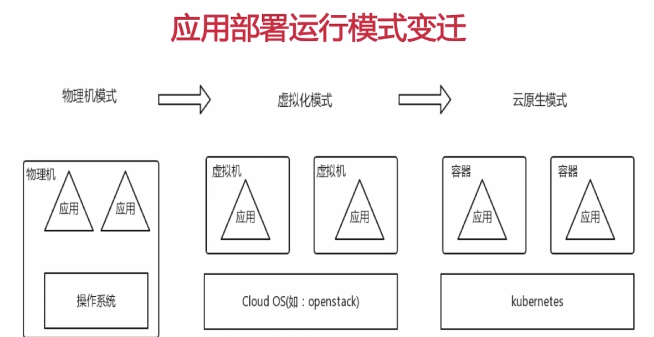 应用部署运行模式变迁
物理机模式
虚拟化模式
云原生模式
物理机
应用
应用
操作系统
虚拟机
应用
虚拟机
应用
Cloud OS(如：openstack)
容器
应用
容器
应用
kubernetes